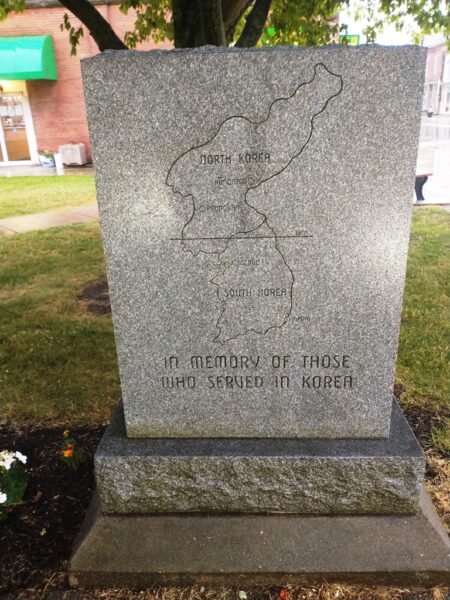 NORTH KOREA
SOUTH KOREA
IN MEMORY OF THOSE
WHO SERVED IN KOREA